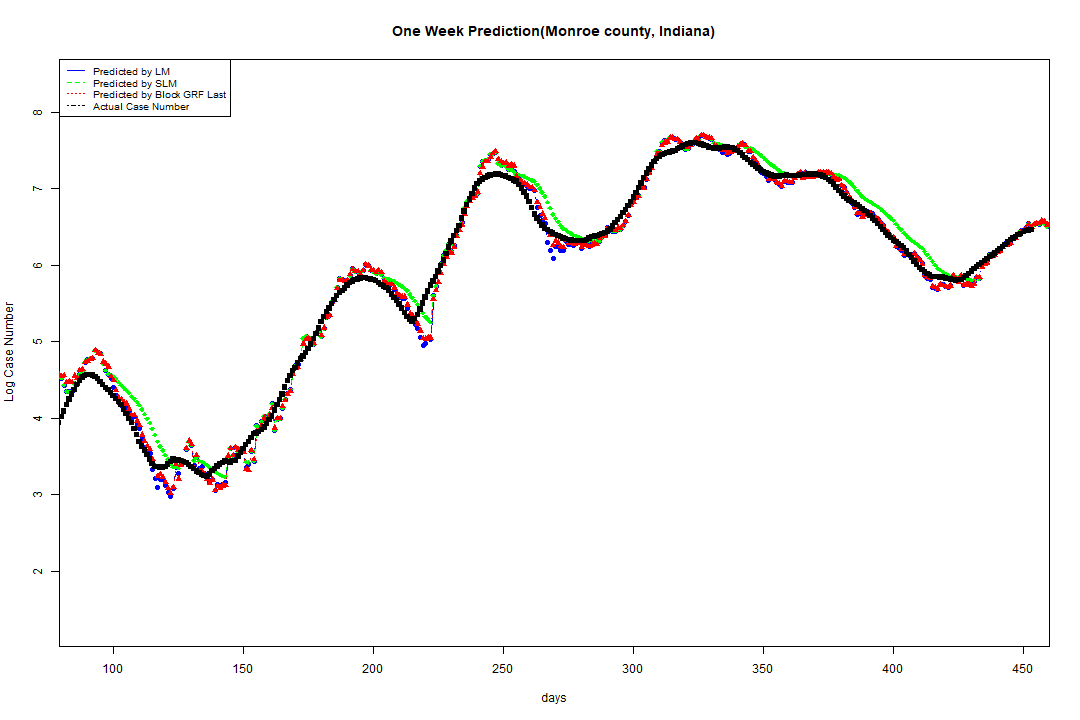 One Week Prediction(Monroe county, Indiana)
Predicted by LM
Predicted by SLM
Predicted by Block GRF Last
Actual Case Number
8
7
6
5
4
3
2
Log Case Number
100 150 200 250 300 350 400 450
days